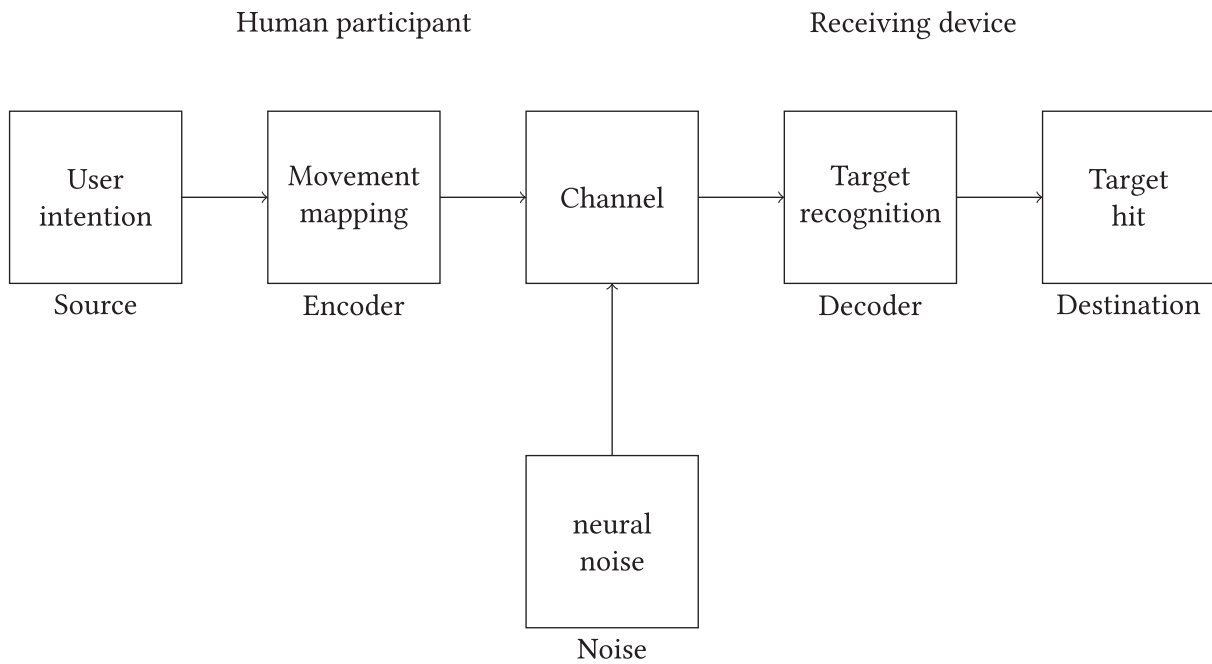 Human participant
Receiving device
User
intention
Movement
mapping
Channel
Target
recognition
Target
hit
Source
Encoder
Decoder
Destination
neural
noise
Noise